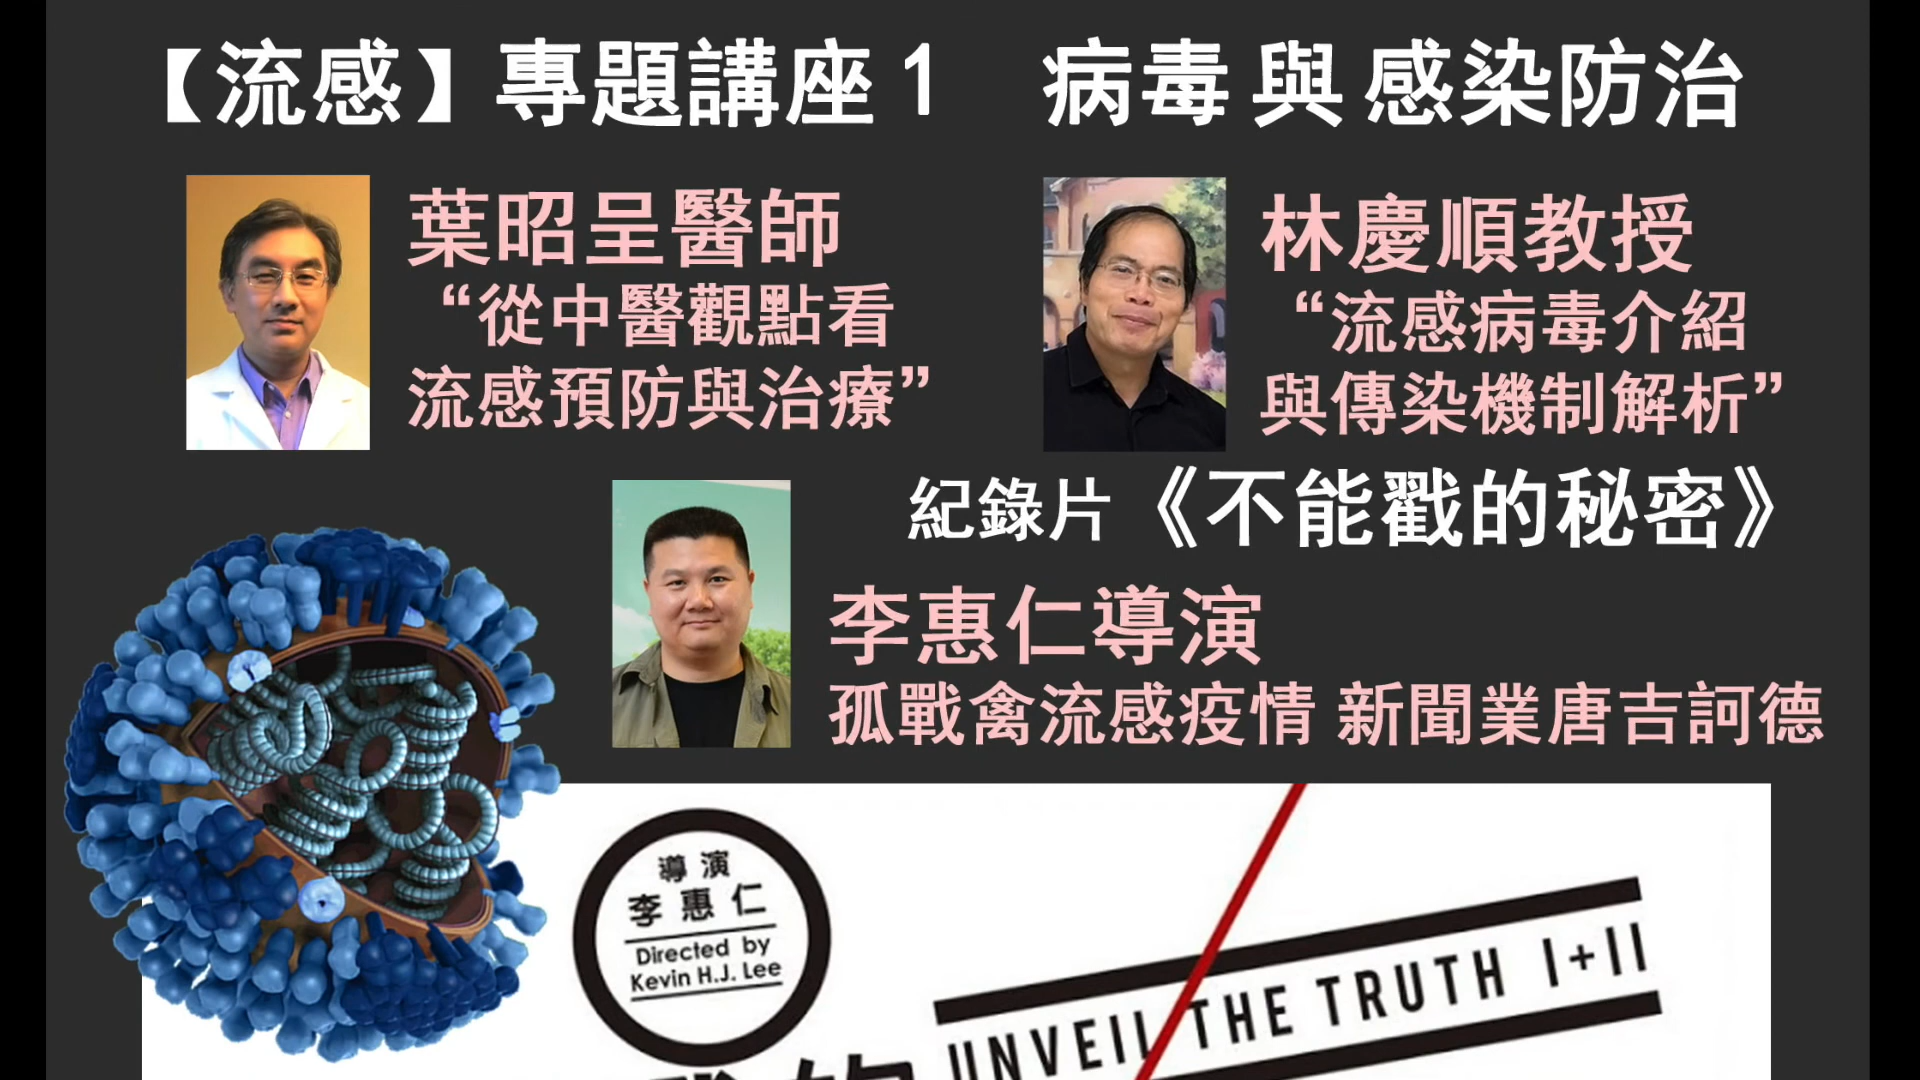 【流感】專題講座1 病毒與感染防治
葉昭呈醫師
“從中醫觀點看
流感預防與治療”
林慶順教授
“流感病毒介紹
與傳染機制解析”
紀錄片《不能戳的秘密》
李惠仁導演
孤戰禽流感疫情 新聞業唐吉訶德
導演
李惠仁
Directed by
Kevin H.J. Lee
UNVEIL THE TRUTH I+II
的